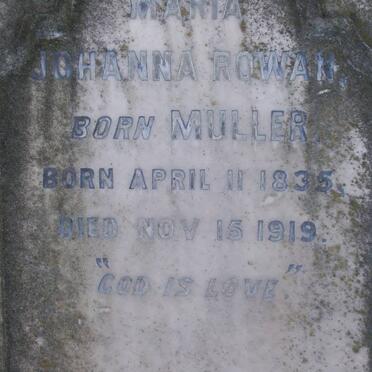 MARIA
JOHANNA ROWAN,
BORN MULLER.
BORN APRIL 11 1835,
DIED NOV 15 1919.
"GOD IS LOVE".